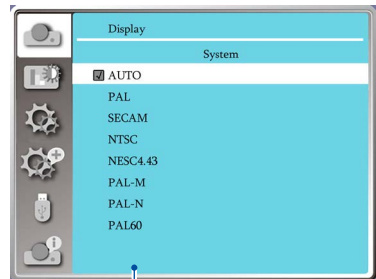 Display
System
AUTO
PAL
SECAM
NTSC
NESC4.43
PAL-M
PAL-N
PAL60